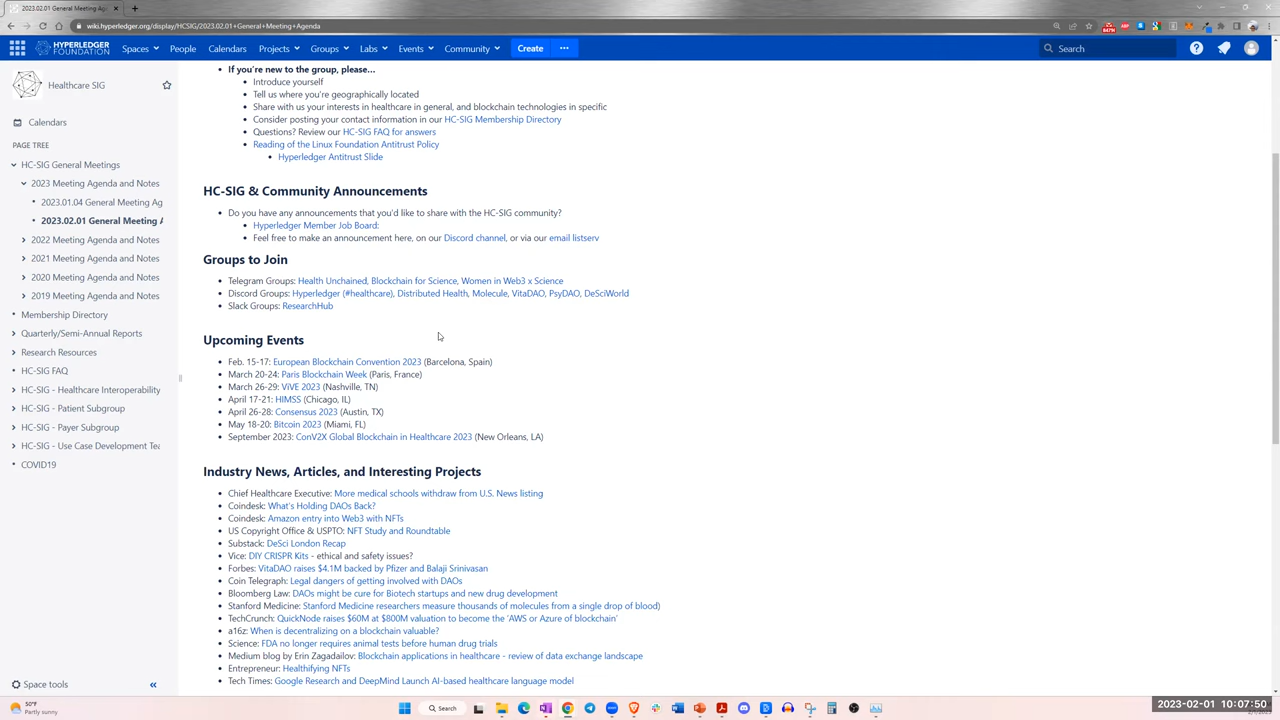 2023.02.01 General Meeting Agenda
wiki.hyperledger.org/display/HCSIG/2023.02.01+General+Meeting+Agenda
HYPERLEDGER FOUNDATION
Spaces People Calendars Projects Groups Labs Events Community Create Search
Healthcare SIG
Calendars
PAGE TREE
HC-SIG General Meetings
2023 Meeting Agenda and Notes
2023.01.04 General Meeting Ag
2023.02.01 General Meeting A
2022 Meeting Agenda and Notes
2021 Meeting Agenda and Notes
2020 Meeting Agenda and Notes
2019 Meeting Agenda and Notes
Membership Directory
Quarterly/Semi-Annual Reports
Research Resources
HC-SIG FAQ
HC-SIG - Healthcare Interoperability
HC-SIG - Patient Subgroup
HC-SIG - Payer Subgroup
HC-SIG - Use Case Development Tea
COVID19
Space tools
If you're new to the group, please...
Introduce yourself
Tell us where you're geographically located
Share with us your interests in healthcare in general, and blockchain technologies in specific
Consider posting your contact information in our HC-SIG Membership Directory
Questions? Review our HC-SIG FAQ for answers
Reading of the Linux Foundation Antitrust Policy
Hyperledger Antitrust Slide
HC-SIG & Community Announcements
Do you have any announcements that you'd like to share with the HC-SIG community?
Hyperledger Member Job Board:
Feel free to make an announcement here, on our Discord channel, or via our email listserv
Groups to Join
Telegram Groups: Health Unchained, Blockchain for Science, Women in Web3 x Science
Discord Groups: Hyperledger (#healthcare), Distributed Health, Molecule, VitaDAO, PsyDAO, DeSciWorld
Slack Groups: ResearchHub
Upcoming Events
Feb. 15-17: European Blockchain Convention 2023 (Barcelona, Spain)
March 20-24: Paris Blockchain Week (Paris, France)
March 26-29: ViVE 2023 (Nashville, TN)
April 17-21: HIMSS (Chicago, IL)
April 26-28: Consensus 2023 (Austin, TX)
May 18-20: Bitcoin 2023 (Miami, FL)
September 2023: ConV2X Global Blockchain in Healthcare 2023 (New Orleans, LA)
Industry News, Articles, and Interesting Projects
Chief Healthcare Executive: More medical schools withdraw from U.S. News listing
Coindesk: What's Holding DAOs Back?
Coindesk: Amazon entry into Web3 with NFTs
US Copyright Office & USPTO: NFT Study and Roundtable
Substack: DeSci London Recap
Vice: DIY CRISPR Kits - ethical and safety issues?
Forbes: VitaDAO raises $4.1M backed by Pfizer and Balaji Srinivasan
Coin Telegraph: Legal dangers of getting involved with DAOs
Bloomberg Law: DAOs might be cure for Biotech startups and new drug development
Stanford Medicine: Stanford Medicine researchers measure thousands of molecules from a single drop of blood)
TechCrunch: QuickNode raises $60M at $800M valuation to become the 'AWS or Azure of blockchain'
a16z: When is decentralizing on a blockchain valuable?
Science: FDA no longer requires animal tests before human drug trials
Medium blog by Erin Zagadailov: Blockchain applications in healthcare - review of data exchange landscape
Entrepreneur: Healthifying NFTs
Tech Times: Google Research and DeepMind Launch AI-based healthcare language model
50°F
Partly sunny
Search
2023-02-01 10:07:50